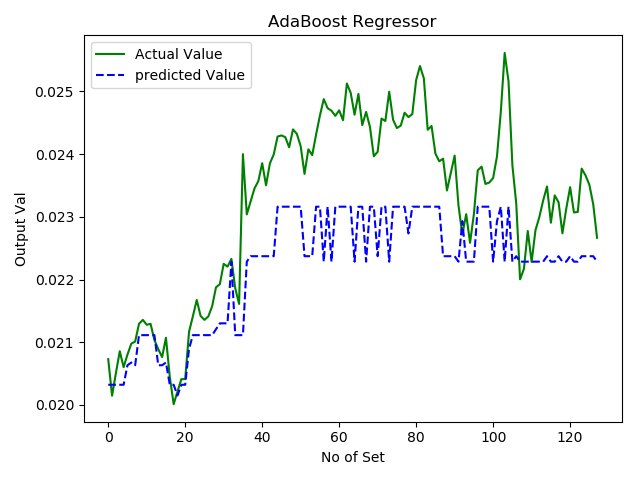 AdaBoost Regressor
Actual Value
predicted Value
Output Val
0.025
0.024
0.023
0.022
0.021
0.020
0 20 40 60 80 100 120
No of Set